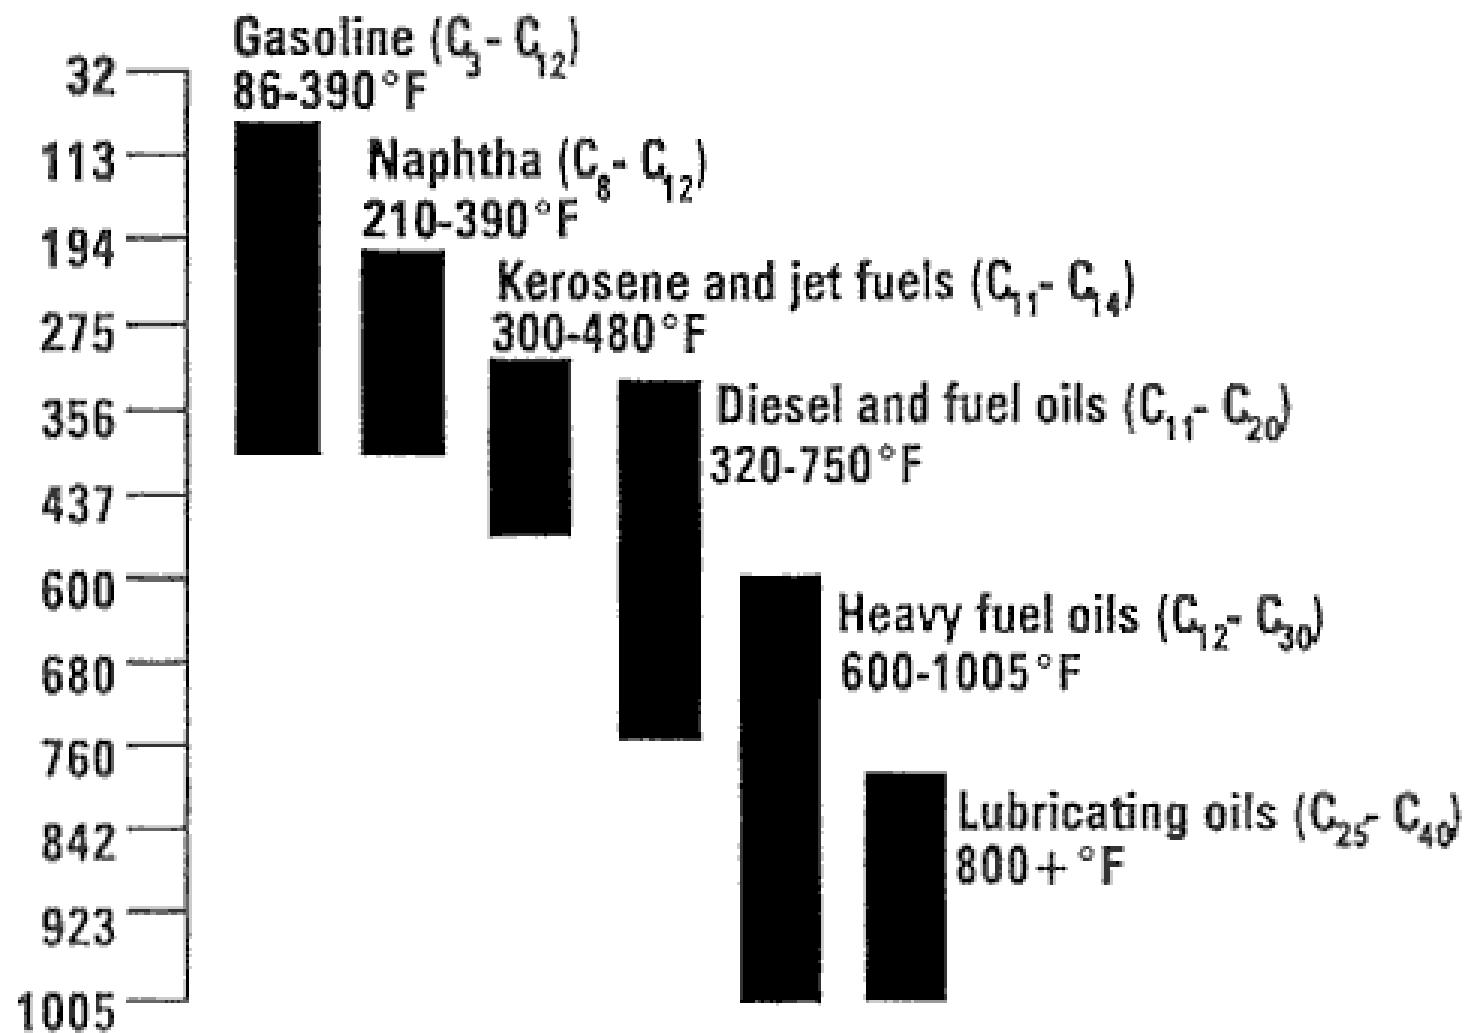 Gasoline (C₃- C₁₂)
86-390°F
32
113
194
275
356
437
600
680
760
842
923
1005
Naphtha (C₈- C₁₂)
210-390°F
Kerosene and jet fuels (C₁₁- C₁₄)
300-480°F
Diesel and fuel oils (C₁₁- C₂₀)
320-750°F
Heavy fuel oils (C₁₂- C₃₀)
600-1005°F
Lubricating oils (C₂₅- C₄₀)
800+°F